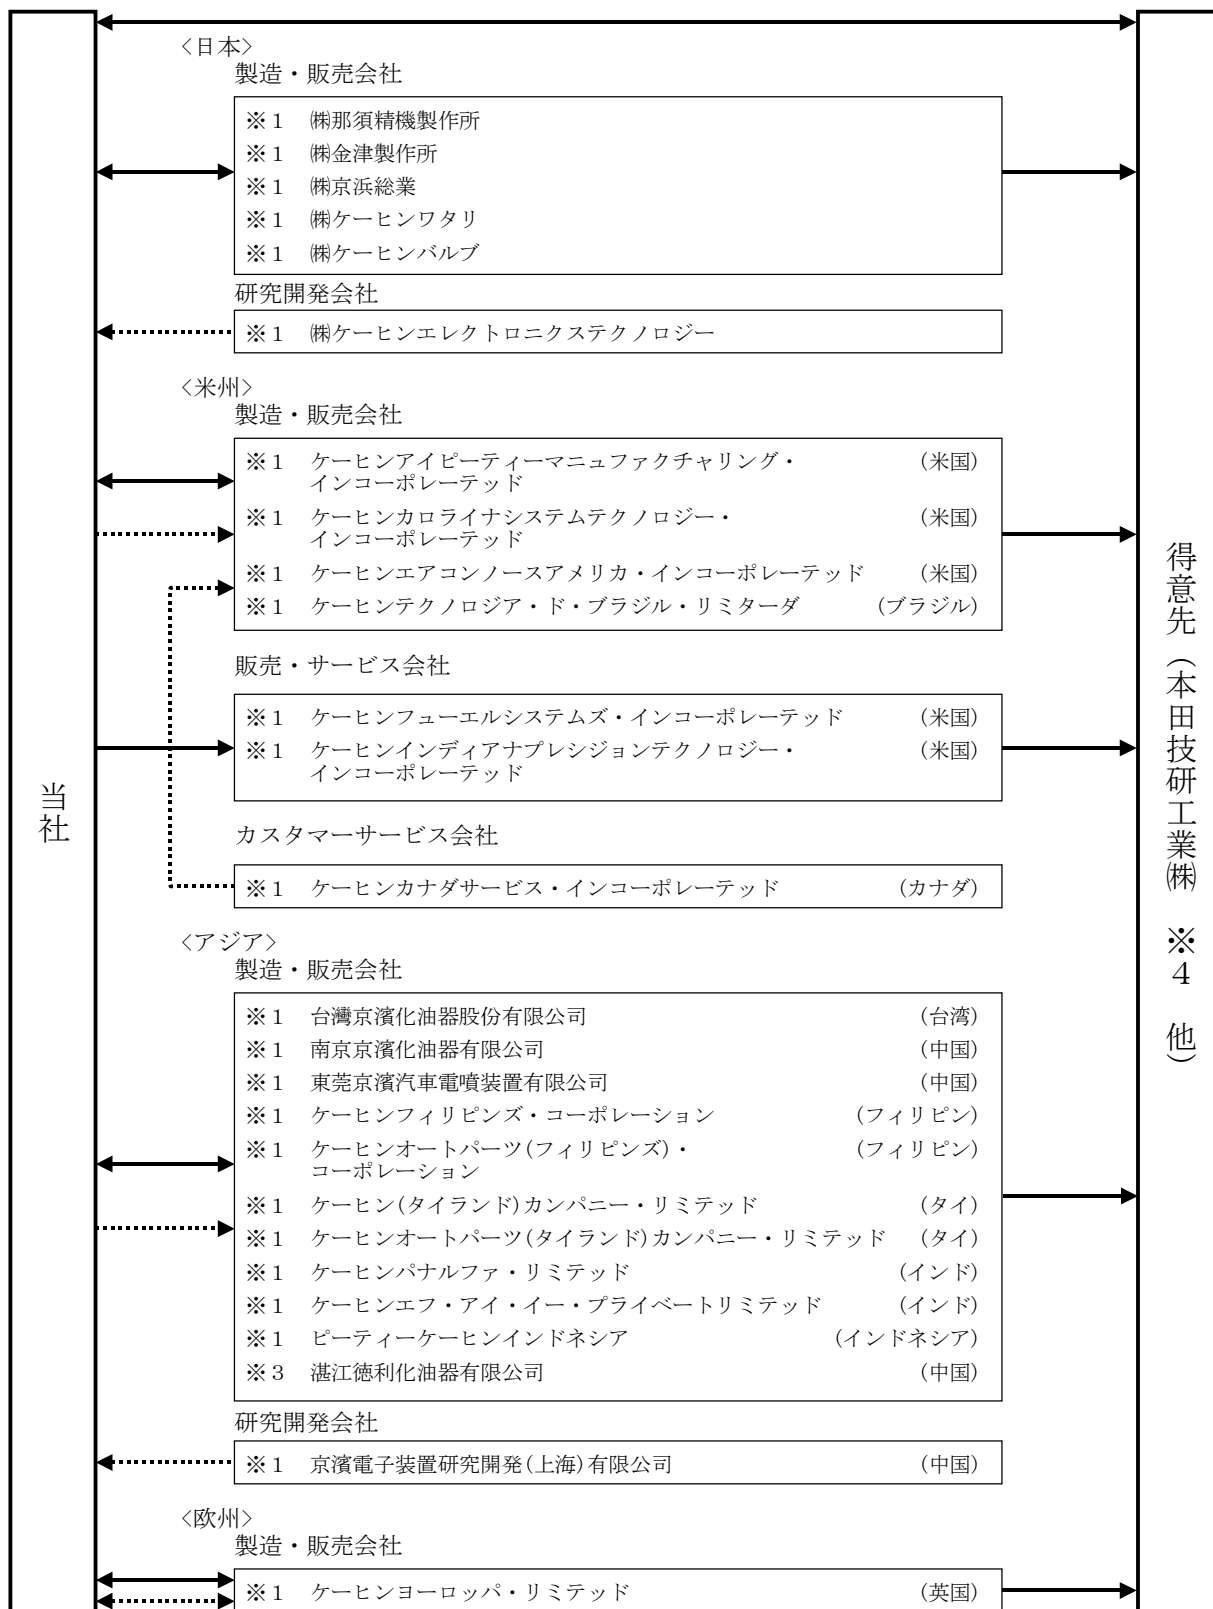 当社
〈日本〉
製造・販売会社
※1 ㈱那須精機製作所
※1 ㈱金津製作所
※1 ㈱京浜総業
※1 ㈱ケーヒンワタリ
※1 ㈱ケーヒンバルブ
研究開発会社
※1 ㈱ケーヒンエレクトロニクステクノロジー
〈米州〉
製造・販売会社
※1 ケーヒンアイピーティーマニュファクチャリング・ (米国)
インコーポレーテッド
※1 ケーヒンカロライナシステムテクノロジー・ (米国)
インコーポレーテッド
※1 ケーヒンエアコンノースアメリカ・インコーポレーテッド (米国)
※1 ケーヒンテクノロジア・ド・ブラジル・リミターダ (ブラジル)
販売・サービス会社
※1 ケーヒンフューエルシステムズ・インコーポレーテッド (米国)
※1 ケーヒンインディアナプレシジョンテクノロジー・ (米国)
インコーポレーテッド
カスタマーサービス会社
※1 ケーヒンカナダサービス・インコーポレーテッド (カナダ)
〈アジア〉
製造・販売会社
※1 台灣京濱化油器股份有限公司 (台湾)
※1 南京京濱化油器有限公司 (中国)
※1 東莞京濱汽車電噴装置有限公司 (中国)
※1 ケーヒンフィリピンズ・コーポレーション (フィリピン)
※1 ケーヒンオートパーツ(フィリピンズ)・ (フィリピン)
コーポレーション
※1 ケーヒン(タイランド)カンパニー・リミテッド (タイ)
※1 ケーヒンオートパーツ(タイランド)カンパニー・リミテッド (タイ)
※1 ケーヒンパナルファ・リミテッド (インド)
※1 ケーヒンエフ・アイ・イー・プライベートリミテッド (インド)
※1 ピーティーケーヒンインドネシア (インドネシア)
※3 湛江徳利化油器有限公司 (中国)
研究開発会社
※1 京濱電子装置研究開発(上海)有限公司 (中国)
〈欧州〉
製造・販売会社
※1 ケーヒンヨーロッパ・リミテッド (英国)
得意先(本田技研工業㈱ ※4 他)